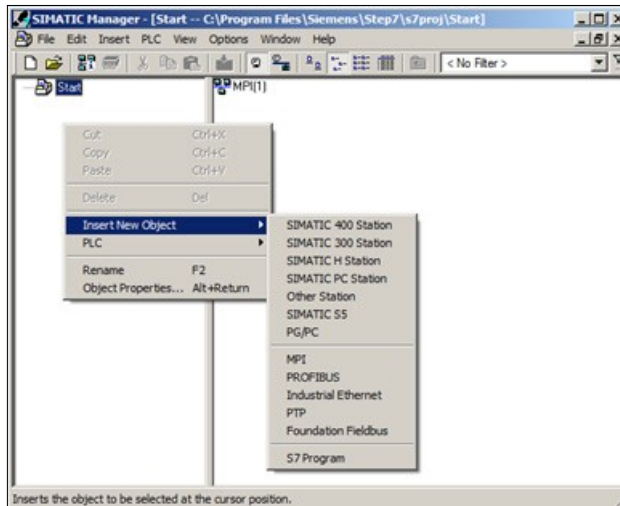 SIMATIC Manager - [Start -- C:\Program Files\Siemens\Step7\s7proj\Start]
File Edit Insert PLC View Options Window Help
< No Filter >
Start
MPI(1)
Cut Ctrl+X
Copy Ctrl+C
Paste Ctrl+V
Delete Del
Insert New Object
PLC
Rename F2
Object Properties... Alt+Return
SIMATIC 400 Station
SIMATIC 300 Station
SIMATIC H Station
SIMATIC PC Station
Other Station
SIMATIC S5
PG/PC
MPI
PROFIBUS
Industrial Ethernet
PTP
Foundation Fieldbus
S7 Program
Inserts the object to be selected at the cursor position.